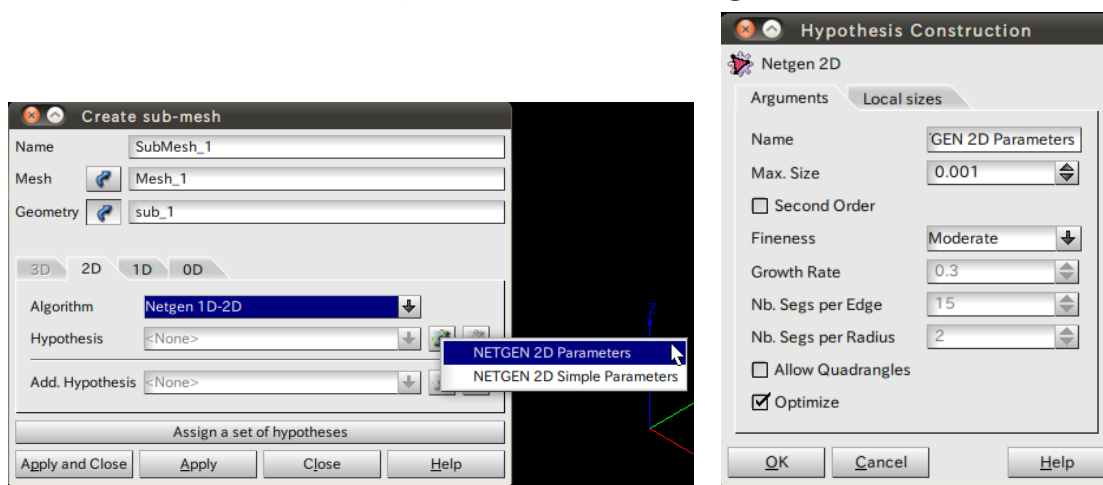 Create sub-mesh
Name SubMesh_1
Mesh Mesh_1
Geometry sub_1
3D 2D 1D 0D
Algorithm Netgen 1D-2D
Hypothesis <None>
NETGEN 2D Parameters
NETGEN 2D Simple Parameters
Add. Hypothesis <None>
Assign a set of hypotheses
Apply and Close Apply Close Help
Z
Hypothesis Construction
Netgen 2D
Arguments Local sizes
Name GEN 2D Parameters
Max. Size 0.001
Second Order
Fineness Moderate
Growth Rate 0.3
Nb. Segs per Edge 15
Nb. Segs per Radius 2
Allow Quadrangles
Optimize
OK Cancel Help